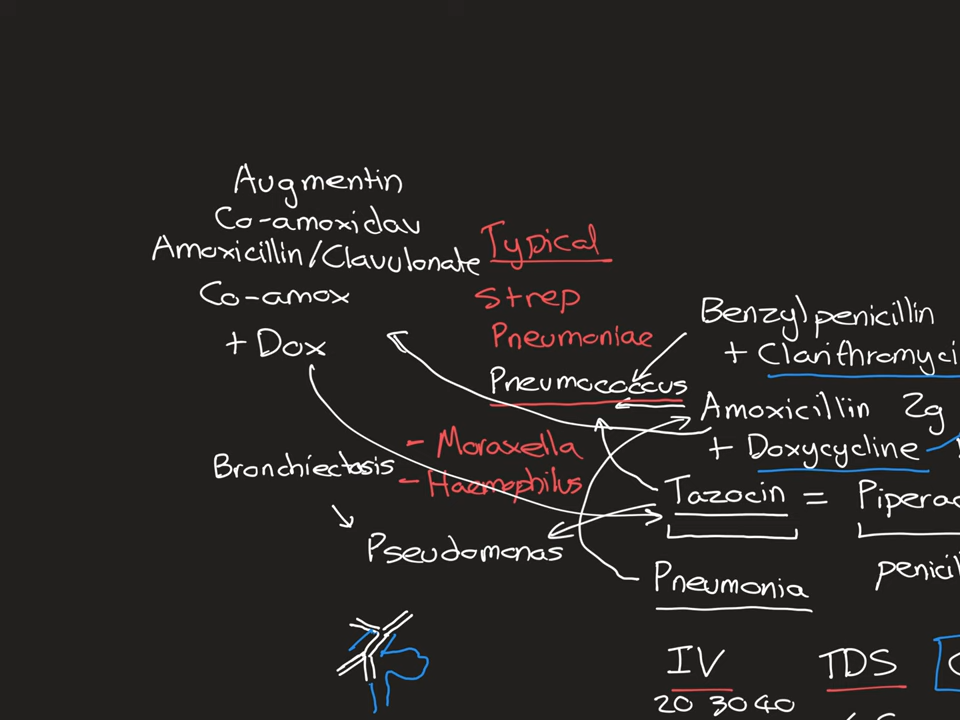 Augmentin
Co-amoxiclav
Amoxicillin/Clavulonate
Co-amox
+ Dox
Typical
Strep
Pneumoniae
Pneumococcus
- Moraxella
- Haemophilus
Bronchiectasis
Pseudomonas
Benzylpenicillin
+ Clarithromyci
Amoxicillin 2g
+ Doxycycline
Tazocin = Piperac
penicil
Pneumonia
IV TDS
20 30 40